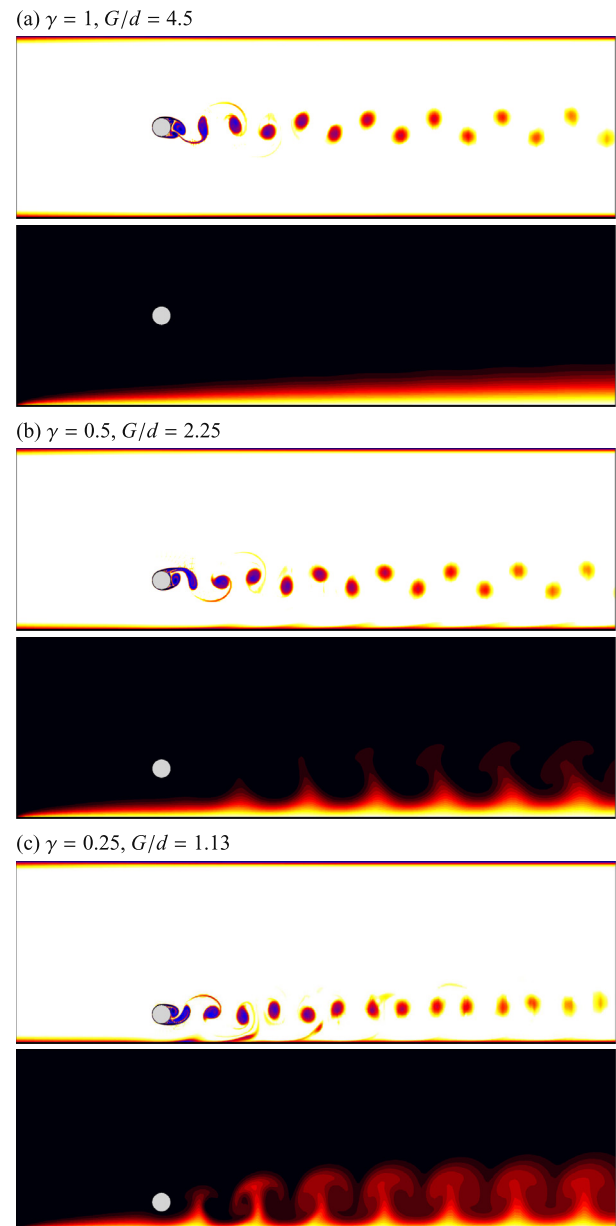 (a) γ = 1, G/d = 4.5
(b) γ = 0.5, G/d = 2.25
(c) γ = 0.25, G/d = 1.13